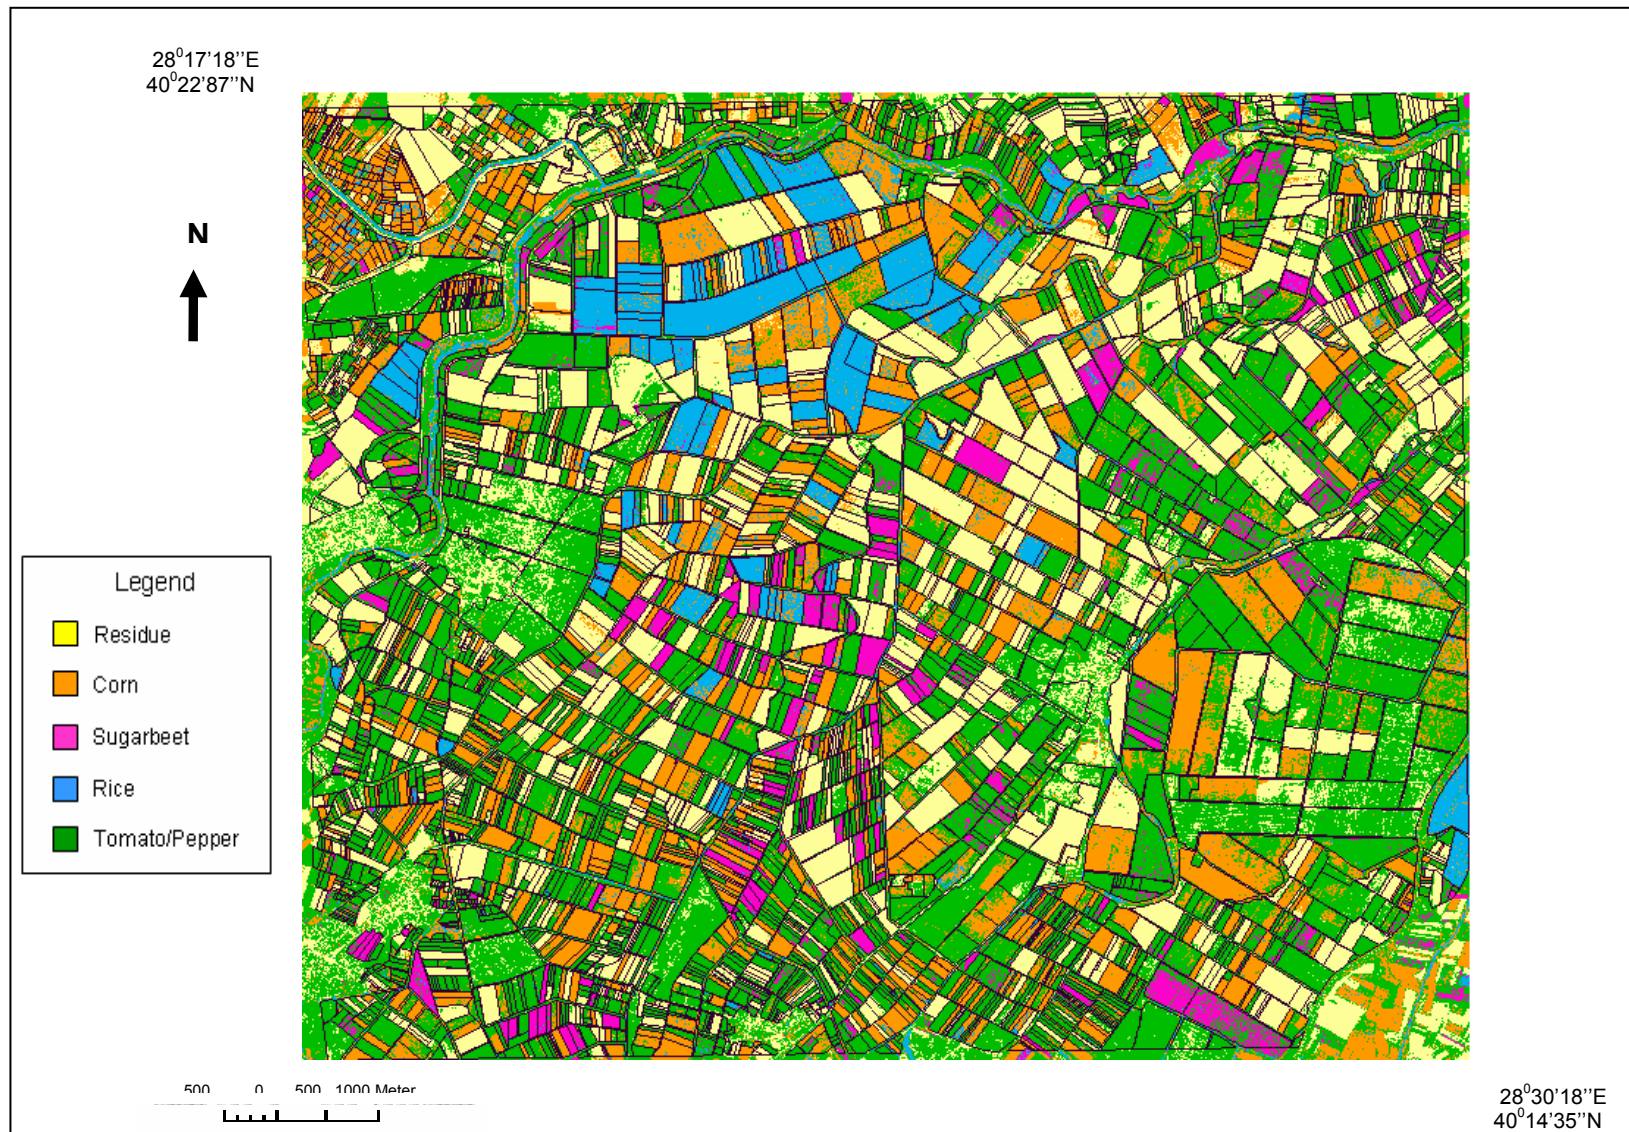 28⁰17'18''E
40⁰22'87''N
N
Legend
Residue
Corn
Sugarbeet
Rice
Tomato/Pepper
500 0 500 1000 Meter
28⁰30'18''E
40⁰14'35''N